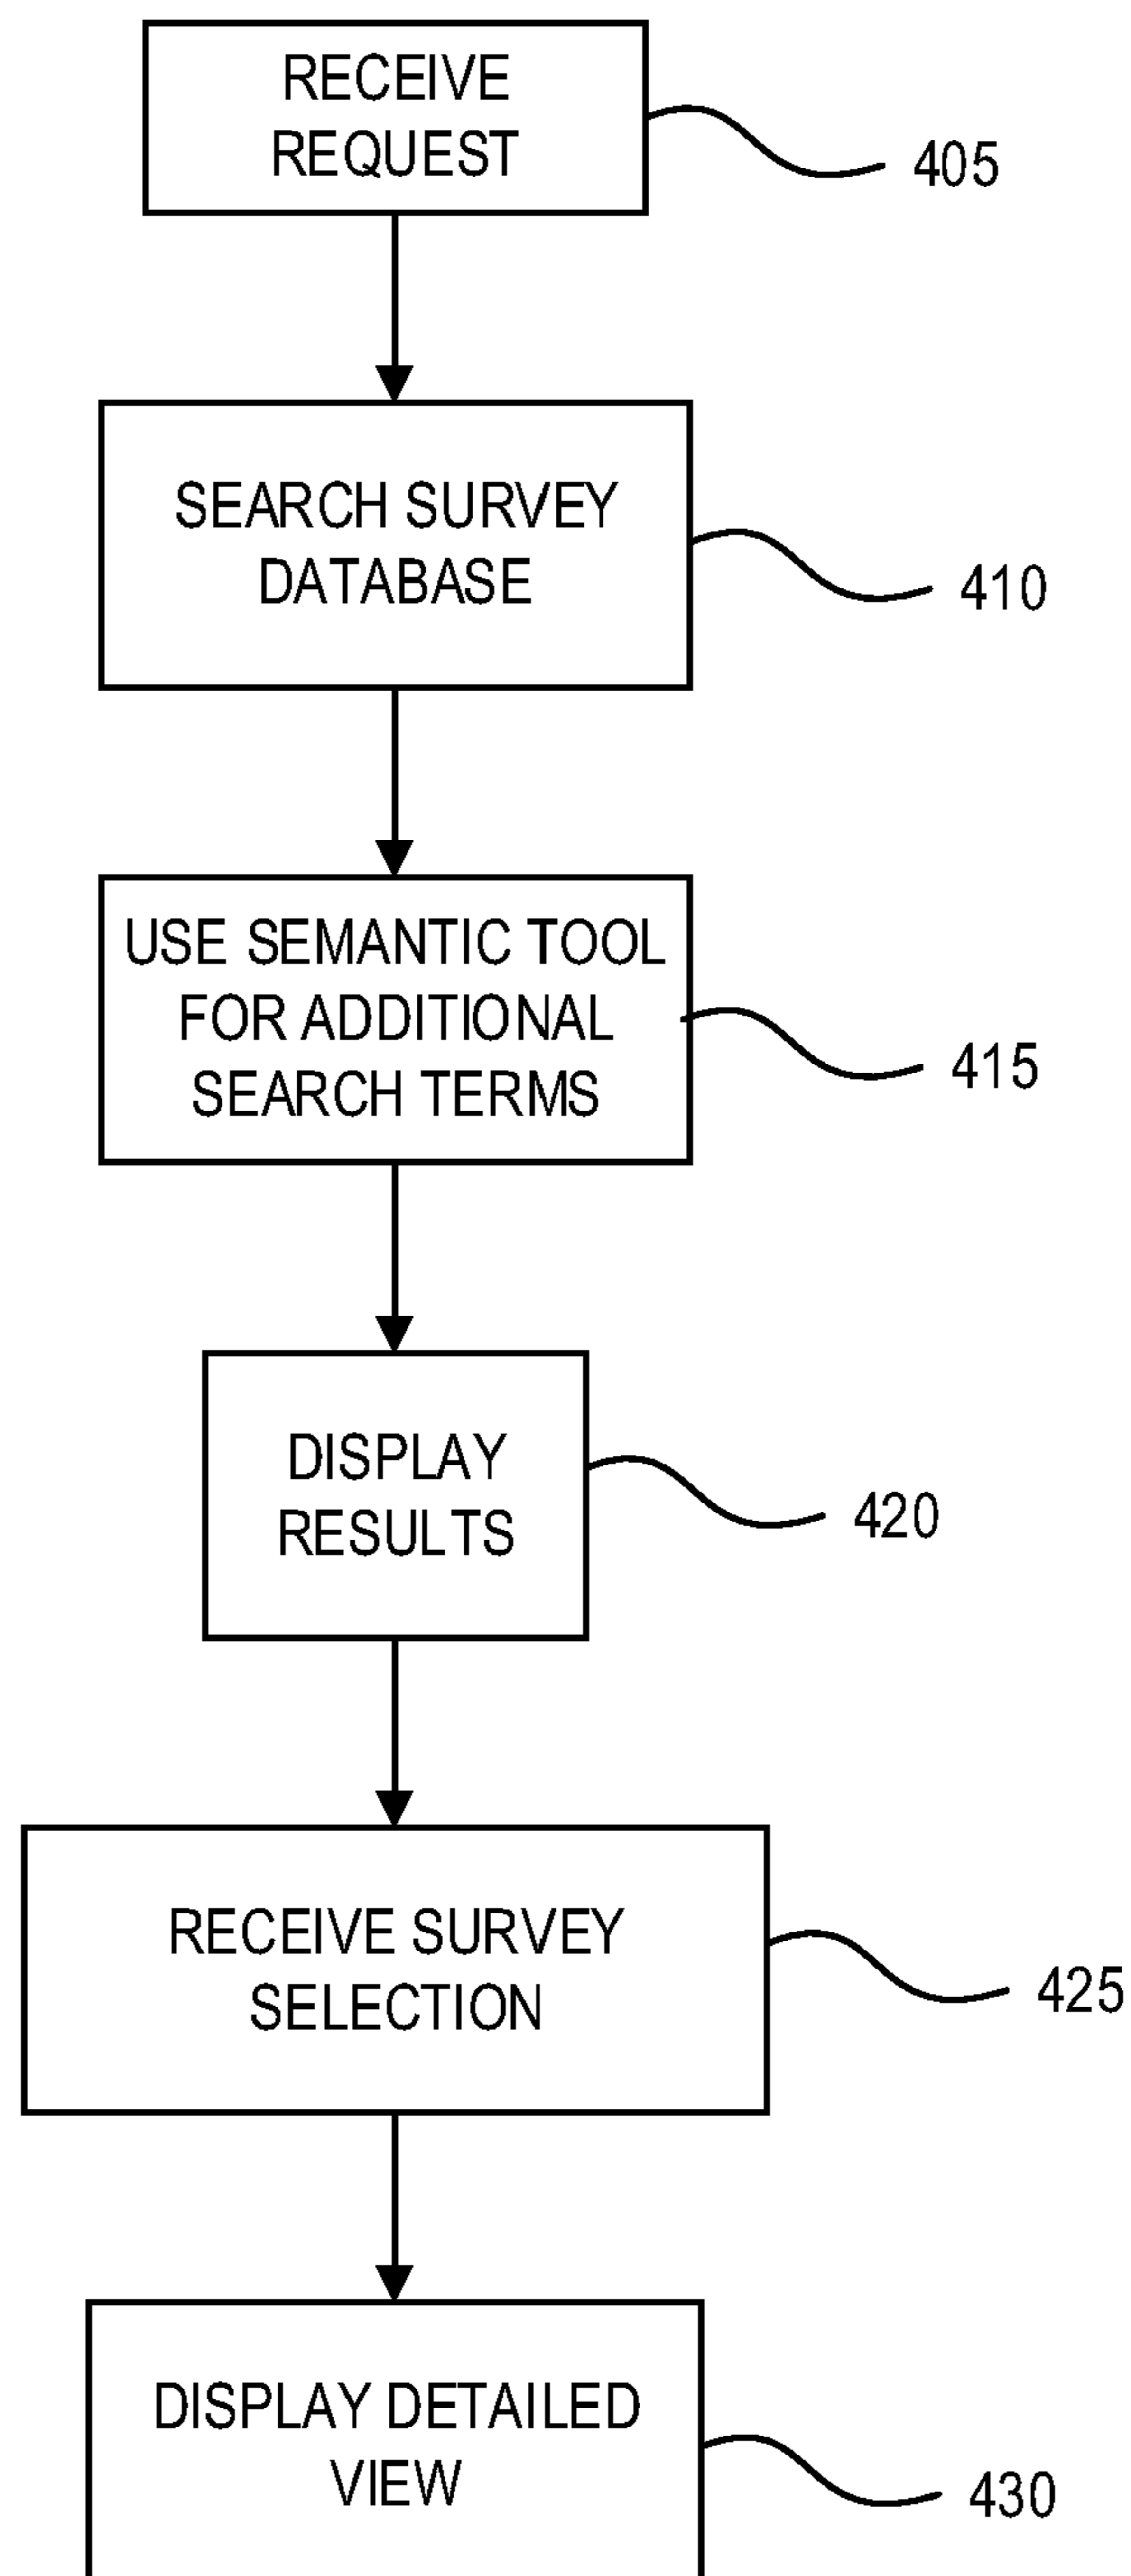 RECEIVE
REQUEST
405
SEARCH SURVEY
DATABASE
410
USE SEMANTIC TOOL
FOR ADDITIONAL
SEARCH TERMS
415
DISPLAY
RESULTS
420
RECEIVE SURVEY
SELECTION
425
DISPLAY DETAILED
VIEW
430